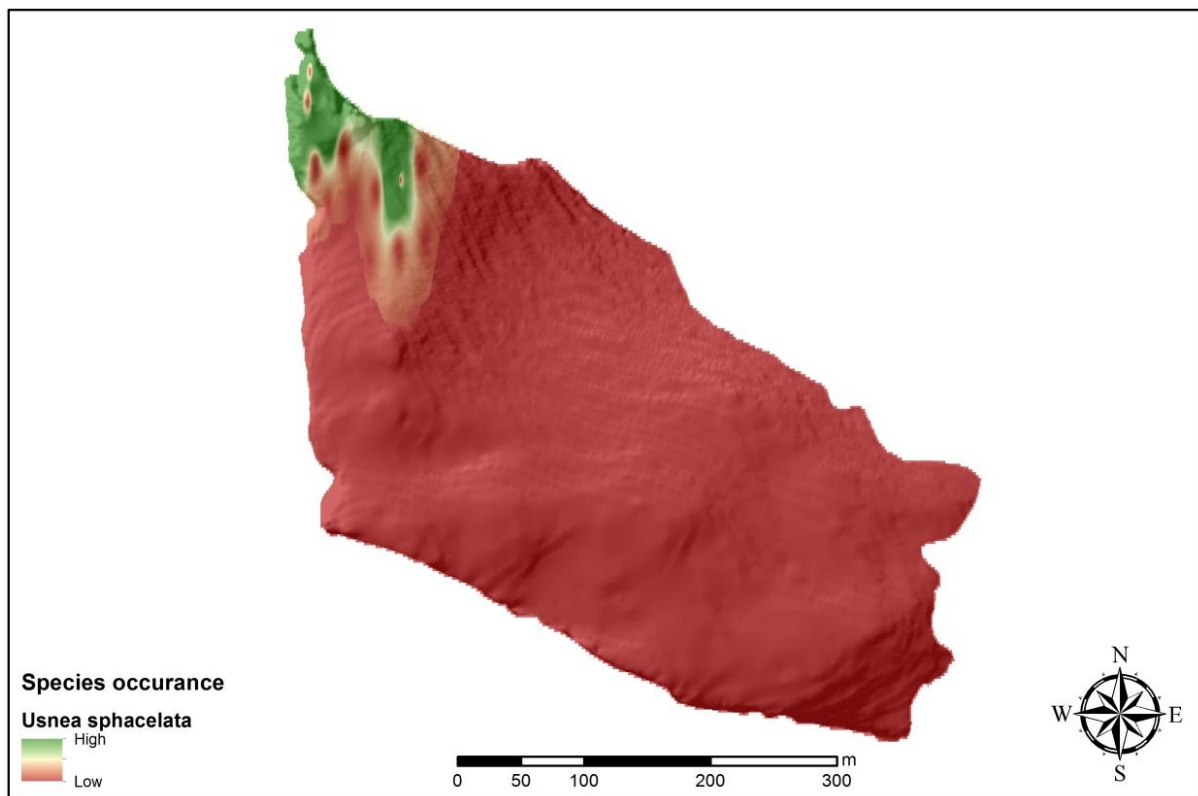 Species occurance
Usnea sphacelata
High
Low
0 50 100 200 300 m
N
W E
S